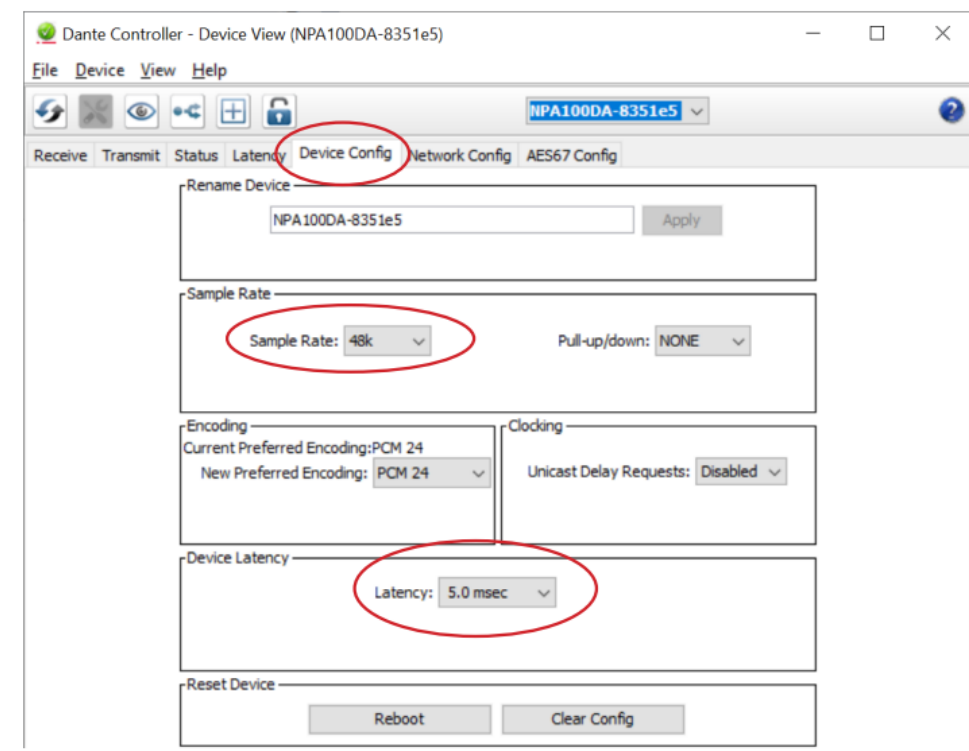 Dante Controller - Device View (NPA100DA-8351e5)
File Device View Help
NPA100DA-8351e5
Receive Transmit Status Latency Device Config Network Config AES67 Config
Rename Device
NPA100DA-8351e5 Apply
Sample Rate
Sample Rate: 48k Pull-up/down: NONE
Encoding Clocking
Current Preferred Encoding:PCM 24
New Preferred Encoding: PCM 24 Unicast Delay Requests: Disabled
Device Latency
Latency: 5.0 msec
Reset Device
Reboot Clear Config